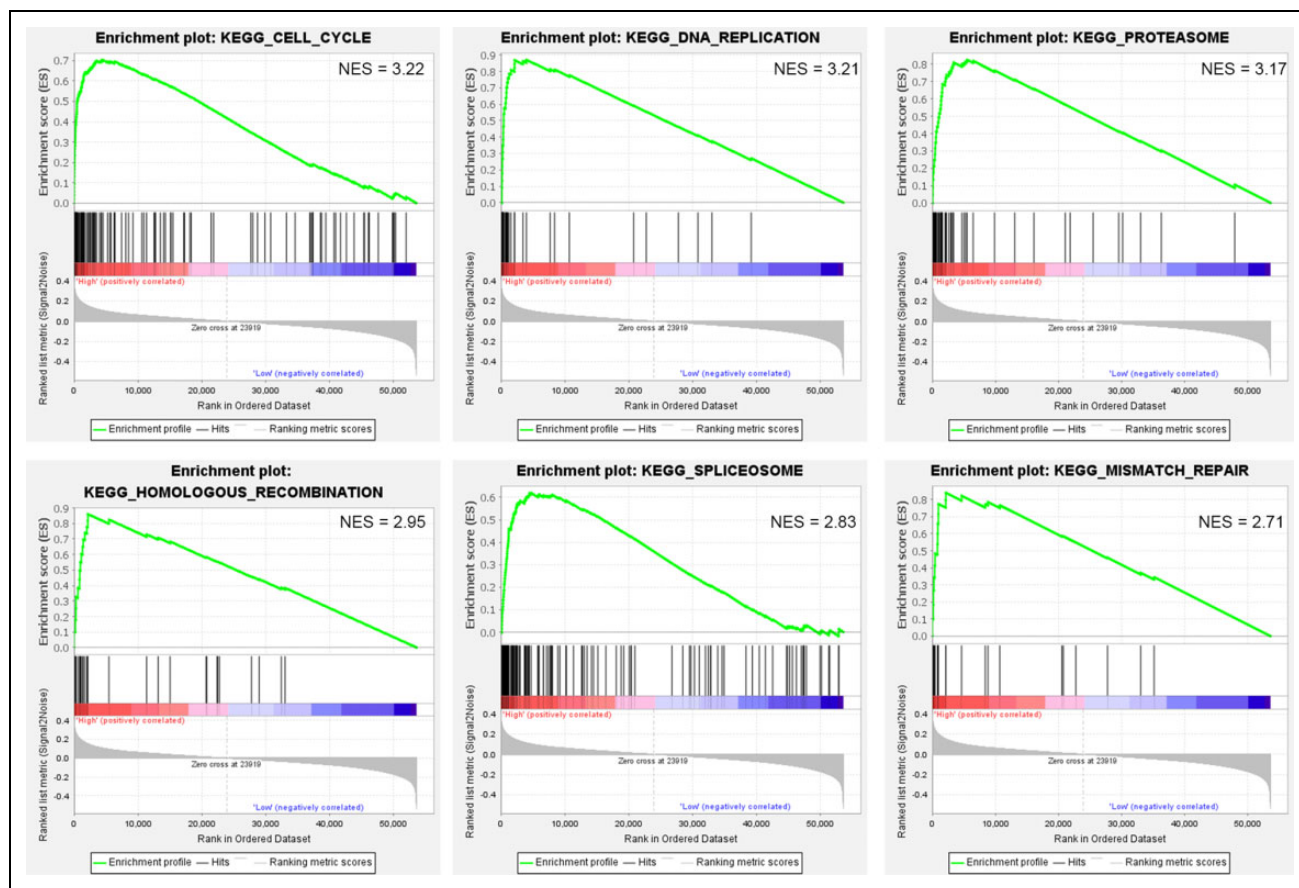 Enrichment plot: KEGG_CELL_CYCLE
NES = 3.22
Enrichment score (ES)
0.7
0.6
0.5
0.4
0.3
0.2
0.1
0.0
Ranked list metric (Signal2Noise)
0.4
0.2
0.0
-0.2
-0.4
'High' (positively correlated)
Zero cross at 23919
'Low' (negatively correlated)
0 10,000 20,000 30,000 40,000 50,000
Rank in Ordered Dataset
Enrichment profile Hits Ranking metric scores
Enrichment plot: KEGG_DNA_REPLICATION
NES = 3.21
Enrichment score (ES)
0.9
0.8
0.7
0.6
0.5
0.4
0.3
0.2
0.1
0.0
Ranked list metric (Signal2Noise)
0.4
0.2
0.0
-0.2
-0.4
'High' (positively correlated)
Zero cross at 23919
'Low' (negatively correlated)
0 10,000 20,000 30,000 40,000 50,000
Rank in Ordered Dataset
Enrichment profile Hits Ranking metric scores
Enrichment plot: KEGG_PROTEASOME
NES = 3.17
Enrichment score (ES)
0.8
0.7
0.6
0.5
0.4
0.3
0.2
0.1
0.0
Ranked list metric (Signal2Noise)
0.4
0.2
0.0
-0.2
-0.4
'High' (positively correlated)
Zero cross at 23919
'Low' (negatively correlated)
0 10,000 20,000 30,000 40,000 50,000
Rank in Ordered Dataset
Enrichment profile Hits Ranking metric scores
Enrichment plot:
KEGG_HOMOLOGOUS_RECOMBINATION
NES = 2.95
Enrichment score (ES)
0.9
0.8
0.7
0.6
0.5
0.4
0.3
0.2
0.1
0.0
Ranked list metric (Signal2Noise)
0.4
0.2
0.0
-0.2
-0.4
'High' (positively correlated)
Zero cross at 23919
'Low' (negatively correlated)
0 10,000 20,000 30,000 40,000 50,000
Rank in Ordered Dataset
Enrichment profile Hits Ranking metric scores
Enrichment plot: KEGG_SPLICEOSOME
NES = 2.83
Enrichment score (ES)
0.6
0.5
0.4
0.3
0.2
0.1
0.0
Ranked list metric (Signal2Noise)
0.4
0.2
0.0
-0.2
-0.4
'High' (positively correlated)
Zero cross at 23919
'Low' (negatively correlated)
0 10,000 20,000 30,000 40,000 50,000
Rank in Ordered Dataset
Enrichment profile Hits Ranking metric scores
Enrichment plot: KEGG_MISMATCH_REPAIR
NES = 2.71
Enrichment score (ES)
0.8
0.7
0.6
0.5
0.4
0.3
0.2
0.1
0.0
Ranked list metric (Signal2Noise)
0.4
0.2
0.0
-0.2
-0.4
'High' (positively correlated)
Zero cross at 23919
'Low' (negatively correlated)
0 10,000 20,000 30,000 40,000 50,000
Rank in Ordered Dataset
Enrichment profile Hits Ranking metric scores